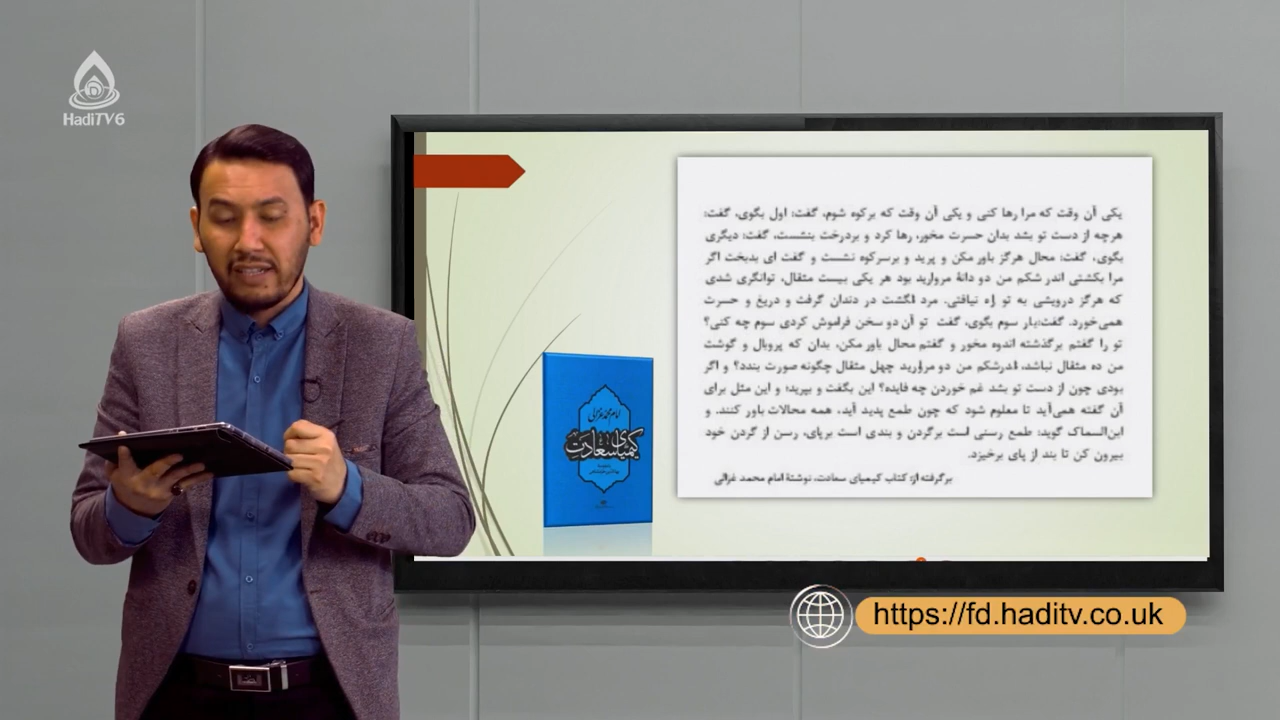 HadiTV6
یکی آن وقت که مرا رها کنی و یکی آن وقت که برکوه شوم، گفت: اول بگوی، گفت:
هرچه از دست تو بشد بدان حسرت مخور، رها کرد و بردرخت بنشست، گفت: دیگری
بگوی، گفت: محال هرگز باور مکن و پرید و برسرکوه نشست و گفت ای بدبخت اگر
مرا بکشتی اندر شکم من دو دانهٔ مروارید بود هر یکی بیست مثقال، توانگری شدی
که هرگز درویشی به تو راه نیافتی. مرد انگشت در دندان گرفت و دریغ و حسرت
همی‌خورد. گفت:بار سوم بگوی، گفت تو آن دو سخن فراموش کردی سوم چه کنی؟
تو را گفتم برگذشته اندوه مخور و گفتم محال باور مکن، بدان که پروبال و گوشت
من ده مثقال نباشد، اندرشکم من دو مروارید چهل مثقال چگونه صورت بندد؟ و اگر
بودی چون از دست تو بشد غم خوردن چه فایده؟ این بگفت و بپرید؛ و این مثل برای
آن گفته همی‌آید تا معلوم شود که چون طمع پدید آید، همه محالات باور کنند. و
ابن‌السماک گوید: طمع رسنی است برگردن و بندی است برپای، رسن از گردن خود
بیرون کن تا بند از پای برخیزد.
برگرفته از: کتاب کیمیای سعادت، نوشتهٔ امام محمد غزالی
امام محمد غزالی
کیمیای سعادت
https://fd.haditv.co.uk